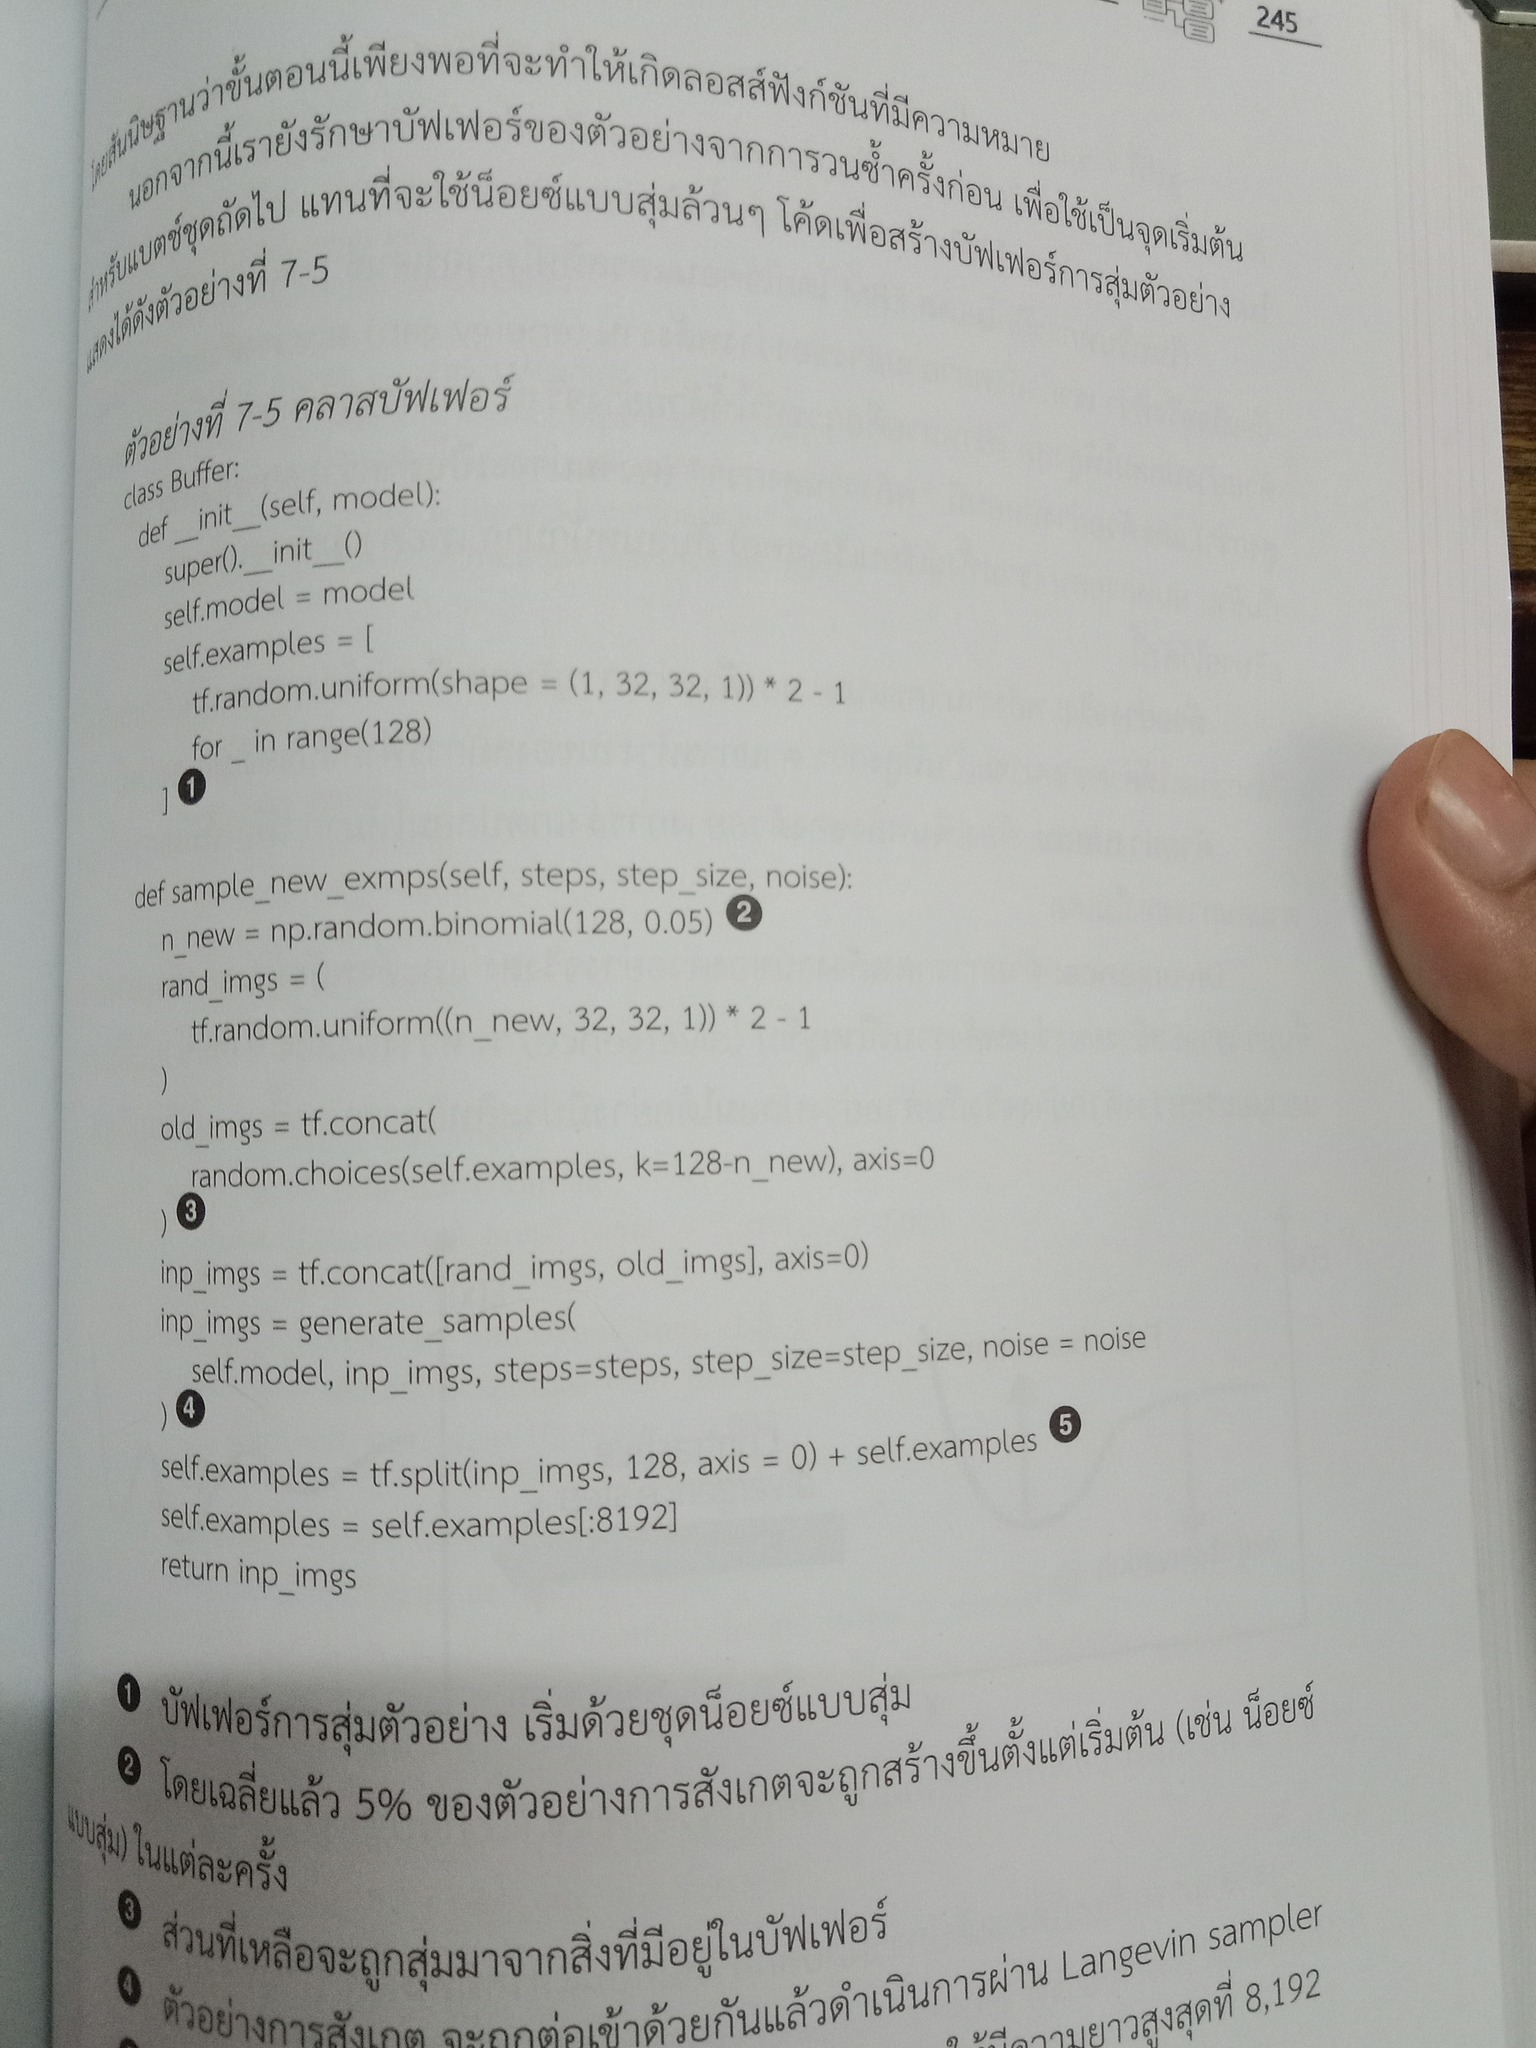 245
โดยสันนิษฐานว่าขั้นตอนนี้เพียงพอที่จะทำให้เกิดลอสส์ฟังก์ชันที่มีความหมาย
นอกจากนี้เรายังรักษาบัฟเฟอร์ของตัวอย่างจากการวนซ้ำครั้งก่อน เพื่อใช้เป็นจุดเริ่มต้น
สำหรับแบตช์ชุดถัดไป แทนที่จะใช้น็อยซ์แบบสุ่มล้วนๆ โค้ดเพื่อสร้างบัฟเฟอร์การสุ่มตัวอย่าง
แสดงได้ดังตัวอย่างที่ 7-5
ตัวอย่างที่ 7-5 คลาสบัฟเฟอร์
class Buffer:
def __init__(self, model):
super().__init__()
self.model = model
self.examples = [
tf.random.uniform(shape = (1, 32, 32, 1)) * 2 - 1
for _ in range(128)
] 1
def sample_new_exmps(self, steps, step_size, noise):
n_new = np.random.binomial(128, 0.05) 2
rand_imgs = (
tf.random.uniform((n_new, 32, 32, 1)) * 2 - 1
)
old_imgs = tf.concat(
random.choices(self.examples, k=128-n_new), axis=0
) 3
inp_imgs = tf.concat([rand_imgs, old_imgs], axis=0)
inp_imgs = generate_samples(
self.model, inp_imgs, steps=steps, step_size=step_size, noise = noise
) 4
self.examples = tf.split(inp_imgs, 128, axis = 0) + self.examples 5
self.examples = self.examples[:8192]
return inp_imgs
1 บัฟเฟอร์การสุ่มตัวอย่าง เริ่มด้วยชุดน็อยซ์แบบสุ่ม
2 โดยเฉลี่ยแล้ว 5% ของตัวอย่างการสังเกตจะถูกสร้างขึ้นตั้งแต่เริ่มต้น (เช่น น็อยซ์
แบบสุ่ม) ในแต่ละครั้ง
3 ส่วนที่เหลือจะถูกสุ่มมาจากสิ่งที่มีอยู่ในบัฟเฟอร์
4 ตัวอย่างการสังเกต จะถูกต่อเข้าด้วยกันแล้วดำเนินการผ่าน Langevin sampler
ให้มีความยาวสูงสุดที่ 8,192